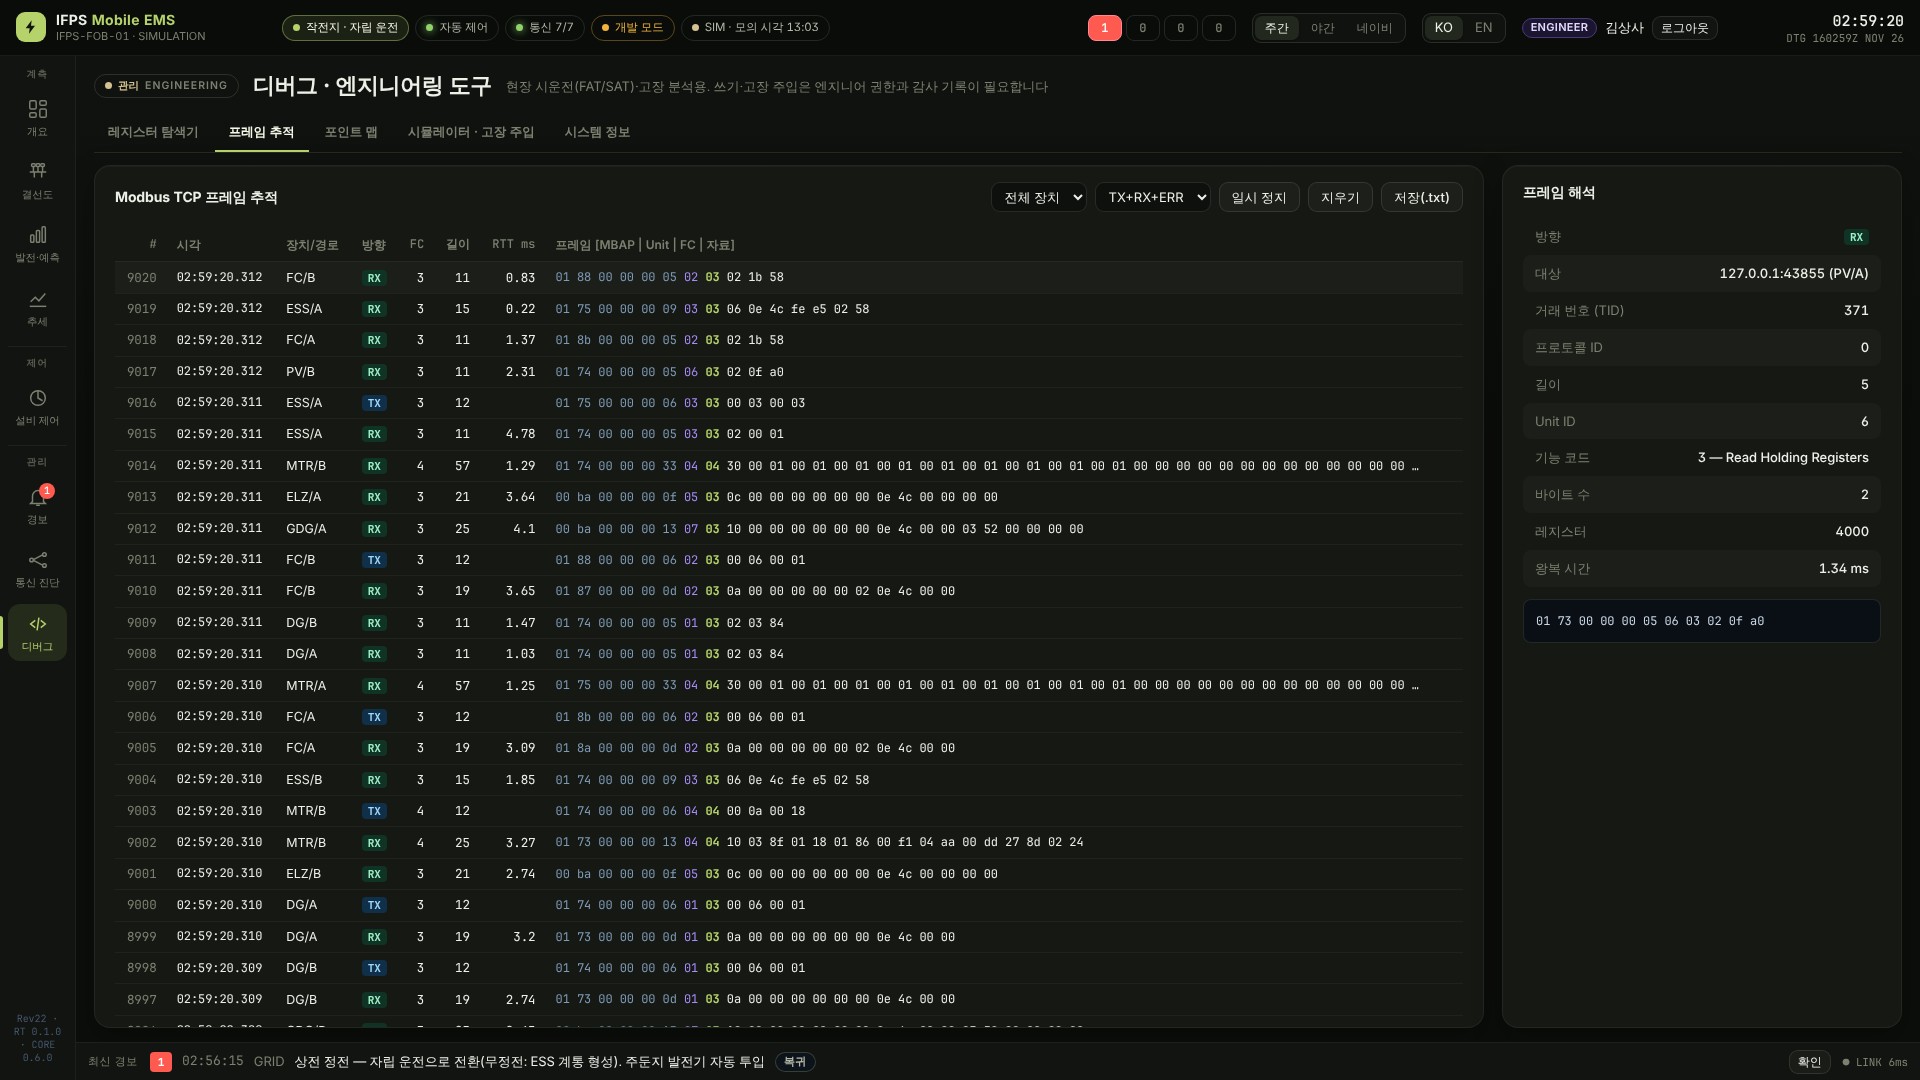 IFPS Mobile EMS
IFPS-FOB-01 · SIMULATION
작전지 · 자립 운전
자동 제어
통신 7/7
개발 모드
SIM · 모의 시각 13:03
1 0 0 0
주간 야간 네이비
KO EN
ENGINEER 김상사 로그아웃
02:59:20
DTG 160259Z NOV 26
계측
개요
결선도
발전·예측
추세
제어
설비 제어
관리
1
경보
통신 진단
디버그
Rev22 ·
RT 0.1.0
· CORE
0.6.0
관리 ENGINEERING
디버그 · 엔지니어링 도구
현장 시운전(FAT/SAT)·고장 분석용. 쓰기·고장 주입은 엔지니어 권한과 감사 기록이 필요합니다
레지스터 탐색기 프레임 추적 포인트 맵 시뮬레이터 · 고장 주입 시스템 정보
Modbus TCP 프레임 추적
전체 장치 TX+RX+ERR 일시 정지 지우기 저장(.txt)
# 시각 장치/경로 방향 FC 길이 RTT ms 프레임 [MBAP | Unit | FC | 자료]
9020 02:59:20.312 FC/B RX 3 11 0.83 01 88 00 00 00 05 02 03 02 1b 58
9019 02:59:20.312 ESS/A RX 3 15 0.22 01 75 00 00 00 09 03 03 06 0e 4c fe e5 02 58
9018 02:59:20.312 FC/A RX 3 11 1.37 01 8b 00 00 00 05 02 03 02 1b 58
9017 02:59:20.312 PV/B RX 3 11 2.31 01 74 00 00 00 05 06 03 02 0f a0
9016 02:59:20.312 ESS/A TX 3 12 01 75 00 00 00 06 03 03 00 03 00 03
9015 02:59:20.311 ESS/A RX 3 11 4.78 01 74 00 00 00 05 03 03 02 00 01
9014 02:59:20.311 MTR/B RX 4 57 1.29 01 74 00 00 00 33 04 04 30 00 01 00 01 00 01 00 01 00 01 00 01 00 01 00 01 00 01 00 00 00 00 00 00 00 00 00 00 00 00 …
9013 02:59:20.311 ELZ/A RX 3 21 3.64 00 ba 00 00 00 0f 05 03 0c 00 00 00 00 00 00 0e 4c 00 00 00 00
9012 02:59:20.311 GDG/A RX 3 25 4.1 00 ba 00 00 00 13 07 03 10 00 00 00 00 00 00 0e 4c 00 00 03 52 00 00 00 00
9011 02:59:20.311 FC/B TX 3 12 01 88 00 00 00 06 02 03 00 06 00 01
9010 02:59:20.311 FC/B RX 3 19 3.65 01 87 00 00 00 0d 02 03 0a 00 00 00 00 00 02 0e 4c 00 00
9009 02:59:20.311 DG/B RX 3 11 1.47 01 74 00 00 00 05 01 03 02 03 84
9008 02:59:20.311 DG/A RX 3 11 1.03 01 74 00 00 00 05 01 03 02 03 84
9007 02:59:20.310 MTR/A RX 4 57 1.25 01 75 00 00 00 33 04 04 30 00 01 00 01 00 01 00 01 00 01 00 01 00 01 00 01 00 01 00 00 00 00 00 00 00 00 00 00 00 00 …
9006 02:59:20.310 FC/A TX 3 12 01 8b 00 00 00 06 02 03 00 06 00 01
9005 02:59:20.310 FC/A RX 3 19 3.09 01 8a 00 00 00 0d 02 03 0a 00 00 00 00 00 02 0e 4c 00 00
9004 02:59:20.310 ESS/B RX 3 15 1.85 01 74 00 00 00 09 03 03 06 0e 4c fe e5 02 58
9003 02:59:20.310 MTR/B TX 4 12 01 74 00 00 00 06 04 04 00 0a 00 18
9002 02:59:20.310 MTR/B RX 4 25 3.27 01 73 00 00 00 13 04 04 10 03 8f 01 18 01 86 00 f1 04 aa 00 dd 27 8d 02 24
9001 02:59:20.310 ELZ/B RX 3 21 2.74 00 ba 00 00 00 0f 05 03 0c 00 00 00 00 00 00 0e 4c 00 00 00 00
9000 02:59:20.310 DG/A TX 3 12 01 74 00 00 00 06 01 03 00 06 00 01
8999 02:59:20.310 DG/A RX 3 19 3.2 01 73 00 00 00 0d 01 03 0a 00 00 00 00 00 00 0e 4c 00 00
8998 02:59:20.309 DG/B TX 3 12 01 74 00 00 00 06 01 03 00 06 00 01
8997 02:59:20.309 DG/B RX 3 19 2.74 01 73 00 00 00 0d 01 03 0a 00 00 00 00 00 00 0e 4c 00 00
프레임 해석
방향 RX
대상 127.0.0.1:43855 (PV/A)
거래 번호 (TID) 371
프로토콜 ID 0
길이 5
Unit ID 6
기능 코드 3 — Read Holding Registers
바이트 수 2
레지스터 4000
왕복 시간 1.34 ms
01 73 00 00 00 05 06 03 02 0f a0
최신 경보 1 02:56:15 GRID 상전 정전 — 자립 운전으로 전환(무정전: ESS 계통 형성). 주둔지 발전기 자동 투입 복귀
확인 LINK 6ms